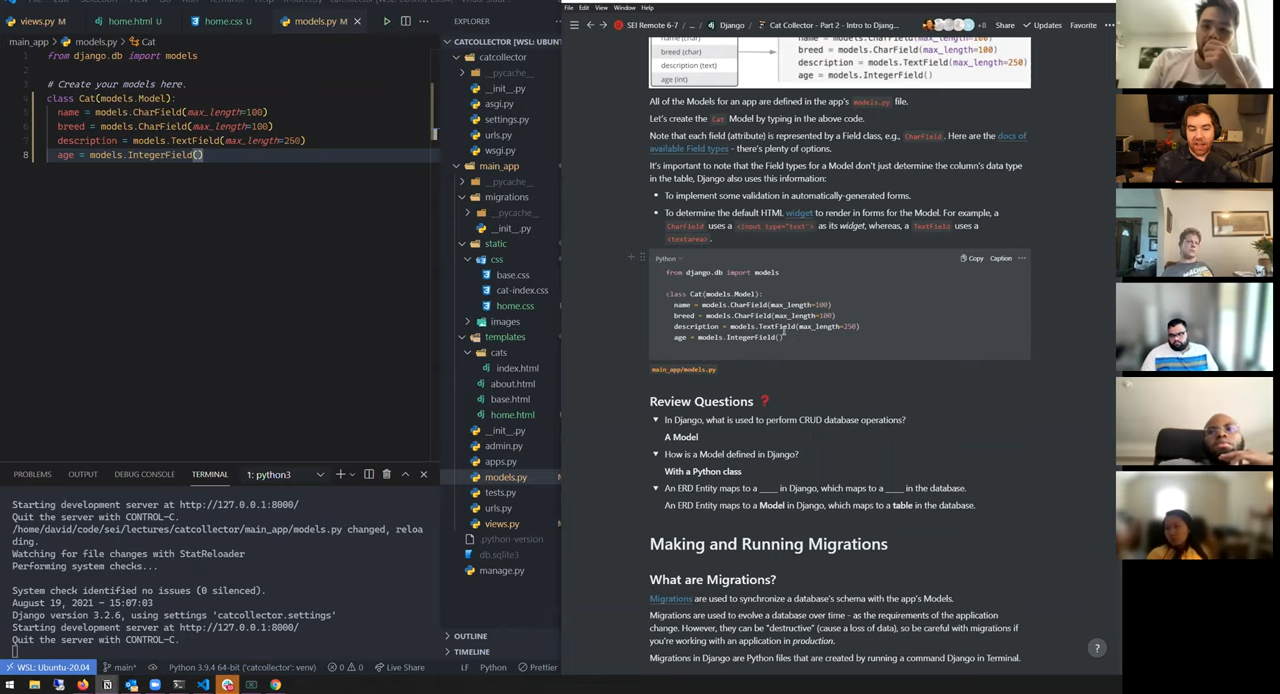 views.py M
home.html U
home.css U
models.py M
EXPLORER
main_app > models.py > Cat
1 from django.db import models
2
3 # Create your models here.
4 class Cat(models.Model):
5 name = models.CharField(max_length=100)
6 breed = models.CharField(max_length=100)
7 description = models.TextField(max_length=250)
8 age = models.IntegerField()
CATCOLLECTOR [WSL: UBUNT
catcollector
__pycache__
__init__.py
asgi.py
settings.py
urls.py
wsgi.py
main_app
__pycache__
migrations
__pycache__
__init__.py
static
css
base.css
cat-index.css
home.css
images
templates
cats
index.html
about.html
base.html
home.html
__init__.py
admin.py
apps.py
models.py
tests.py
urls.py
views.py
.python-version
db.sqlite3
manage.py
OUTLINE
TIMELINE
PROBLEMS OUTPUT DEBUG CONSOLE TERMINAL 1: python3
Starting development server at http://127.0.0.1:8000/
Quit the server with CONTROL-C.
/home/david/code/sei/lectures/catcollector/main_app/models.py changed, reloa
ding.
Watching for file changes with StatReloader
Performing system checks...
System check identified no issues (0 silenced).
August 19, 2021 - 15:07:03
Django version 3.2.6, using settings 'catcollector.settings'
Starting development server at http://127.0.0.1:8000/
Quit the server with CONTROL-C.
WSL: Ubuntu-20.04 main* Python 3.9.4 64-bit ('catcollector': venv) 0 0 Live Share LF Python Prettier
File Edit View Window Help
SEI Remote 6-7 / ... / Django / Cat Collector - Part 2 - Intro to Djang... +8 Share Updates Favorite
name (char)
breed (char)
description (text)
age (int)
name = models.CharField(max_length=100)
breed = models.CharField(max_length=100)
description = models.TextField(max_length=250)
age = models.IntegerField()
All of the Models for an app are defined in the app's models.py file.
Let's create the Cat Model by typing in the above code.
Note that each field (attribute) is represented by a Field class, e.g., CharField. Here are the docs of
available Field types - there's plenty of options.
It's important to note that the Field types for a Model don't just determine the column's data type
in the table, Django also uses this information:
• To implement some validation in automatically-generated forms.
• To determine the default HTML widget to render in forms for the Model. For example, a
CharField uses a <input type="text"> as its widget, whereas, a TextField uses a
<textarea>.
Python Copy Caption
from django.db import models
class Cat(models.Model):
name = models.CharField(max_length=100)
breed = models.CharField(max_length=100)
description = models.TextField(max_length=250)
age = models.IntegerField()
main_app/models.py
Review Questions ❓
In Django, what is used to perform CRUD database operations?
A Model
How is a Model defined in Django?
With a Python class
An ERD Entity maps to a ____ in Django, which maps to a ____ in the database.
An ERD Entity maps to a Model in Django, which maps to a table in the database.
Making and Running Migrations
What are Migrations?
Migrations are used to synchronize a database's schema with the app's Models.
Migrations are used to evolve a database over time - as the requirements of the application
change. However, they can be "destructive" (cause a loss of data), so be careful with migrations if
you're working with an application in production.
Migrations in Django are Python files that are created by running a command Django in Terminal.
?